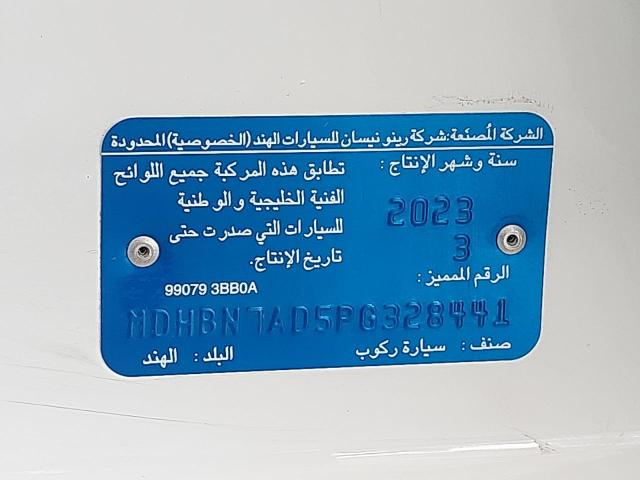 الشركة المُصنعة: شركة رينو نيسان للسيارات الهند (الخصوصية) المحدودة
سنة وشهر الإنتاج :
2023
3
تطابق هذه المركبة جميع اللوائح
الفنية الخليجية والوطنية
للسيارات التي صدرت حتى
تاريخ الإنتاج.
الرقم المميز :
99079 3BB0A
MDHBN7AD5PG328441
صنف : سيارة ركوب
البلد : الهند